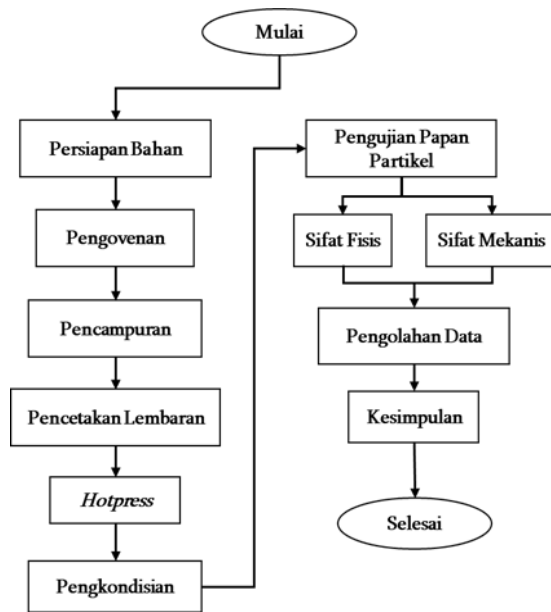 Mulai
Persiapan Bahan
Pengovenan
Pencampuran
Pencetakan Lembaran
Hotpress
Pengkondisian
Pengujian Papan
Partikel
Sifat Fisis
Sifat Mekanis
Pengolahan Data
Kesimpulan
Selesai